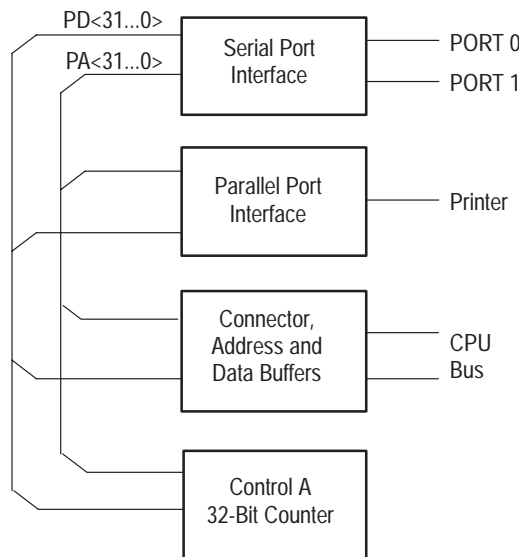 PD<31...0>
PA<31...0>
Serial Port
Interface
PORT 0
PORT 1
Parallel Port
Interface
Printer
Connector,
Address and
Data Buffers
CPU
Bus
Control A
32-Bit Counter